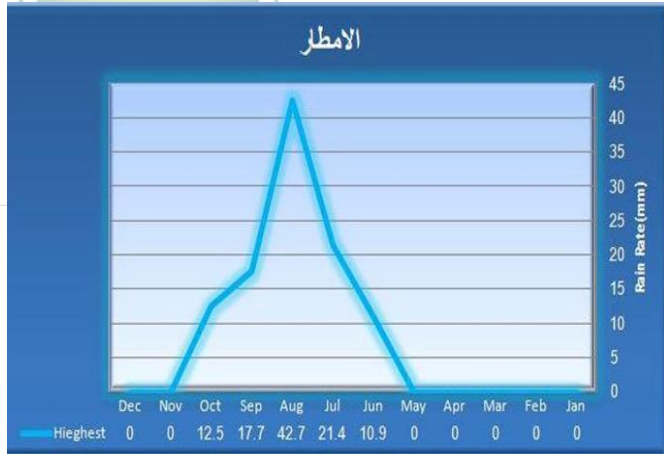 الامطار
45
40
35
30
25
20
15
10
5
0
Rain Rate(mm)
Dec Nov Oct Sep Aug Jul Jun May Apr Mar Feb Jan
Hieghest 0 0 12.5 17.7 42.7 21.4 10.9 0 0 0 0 0